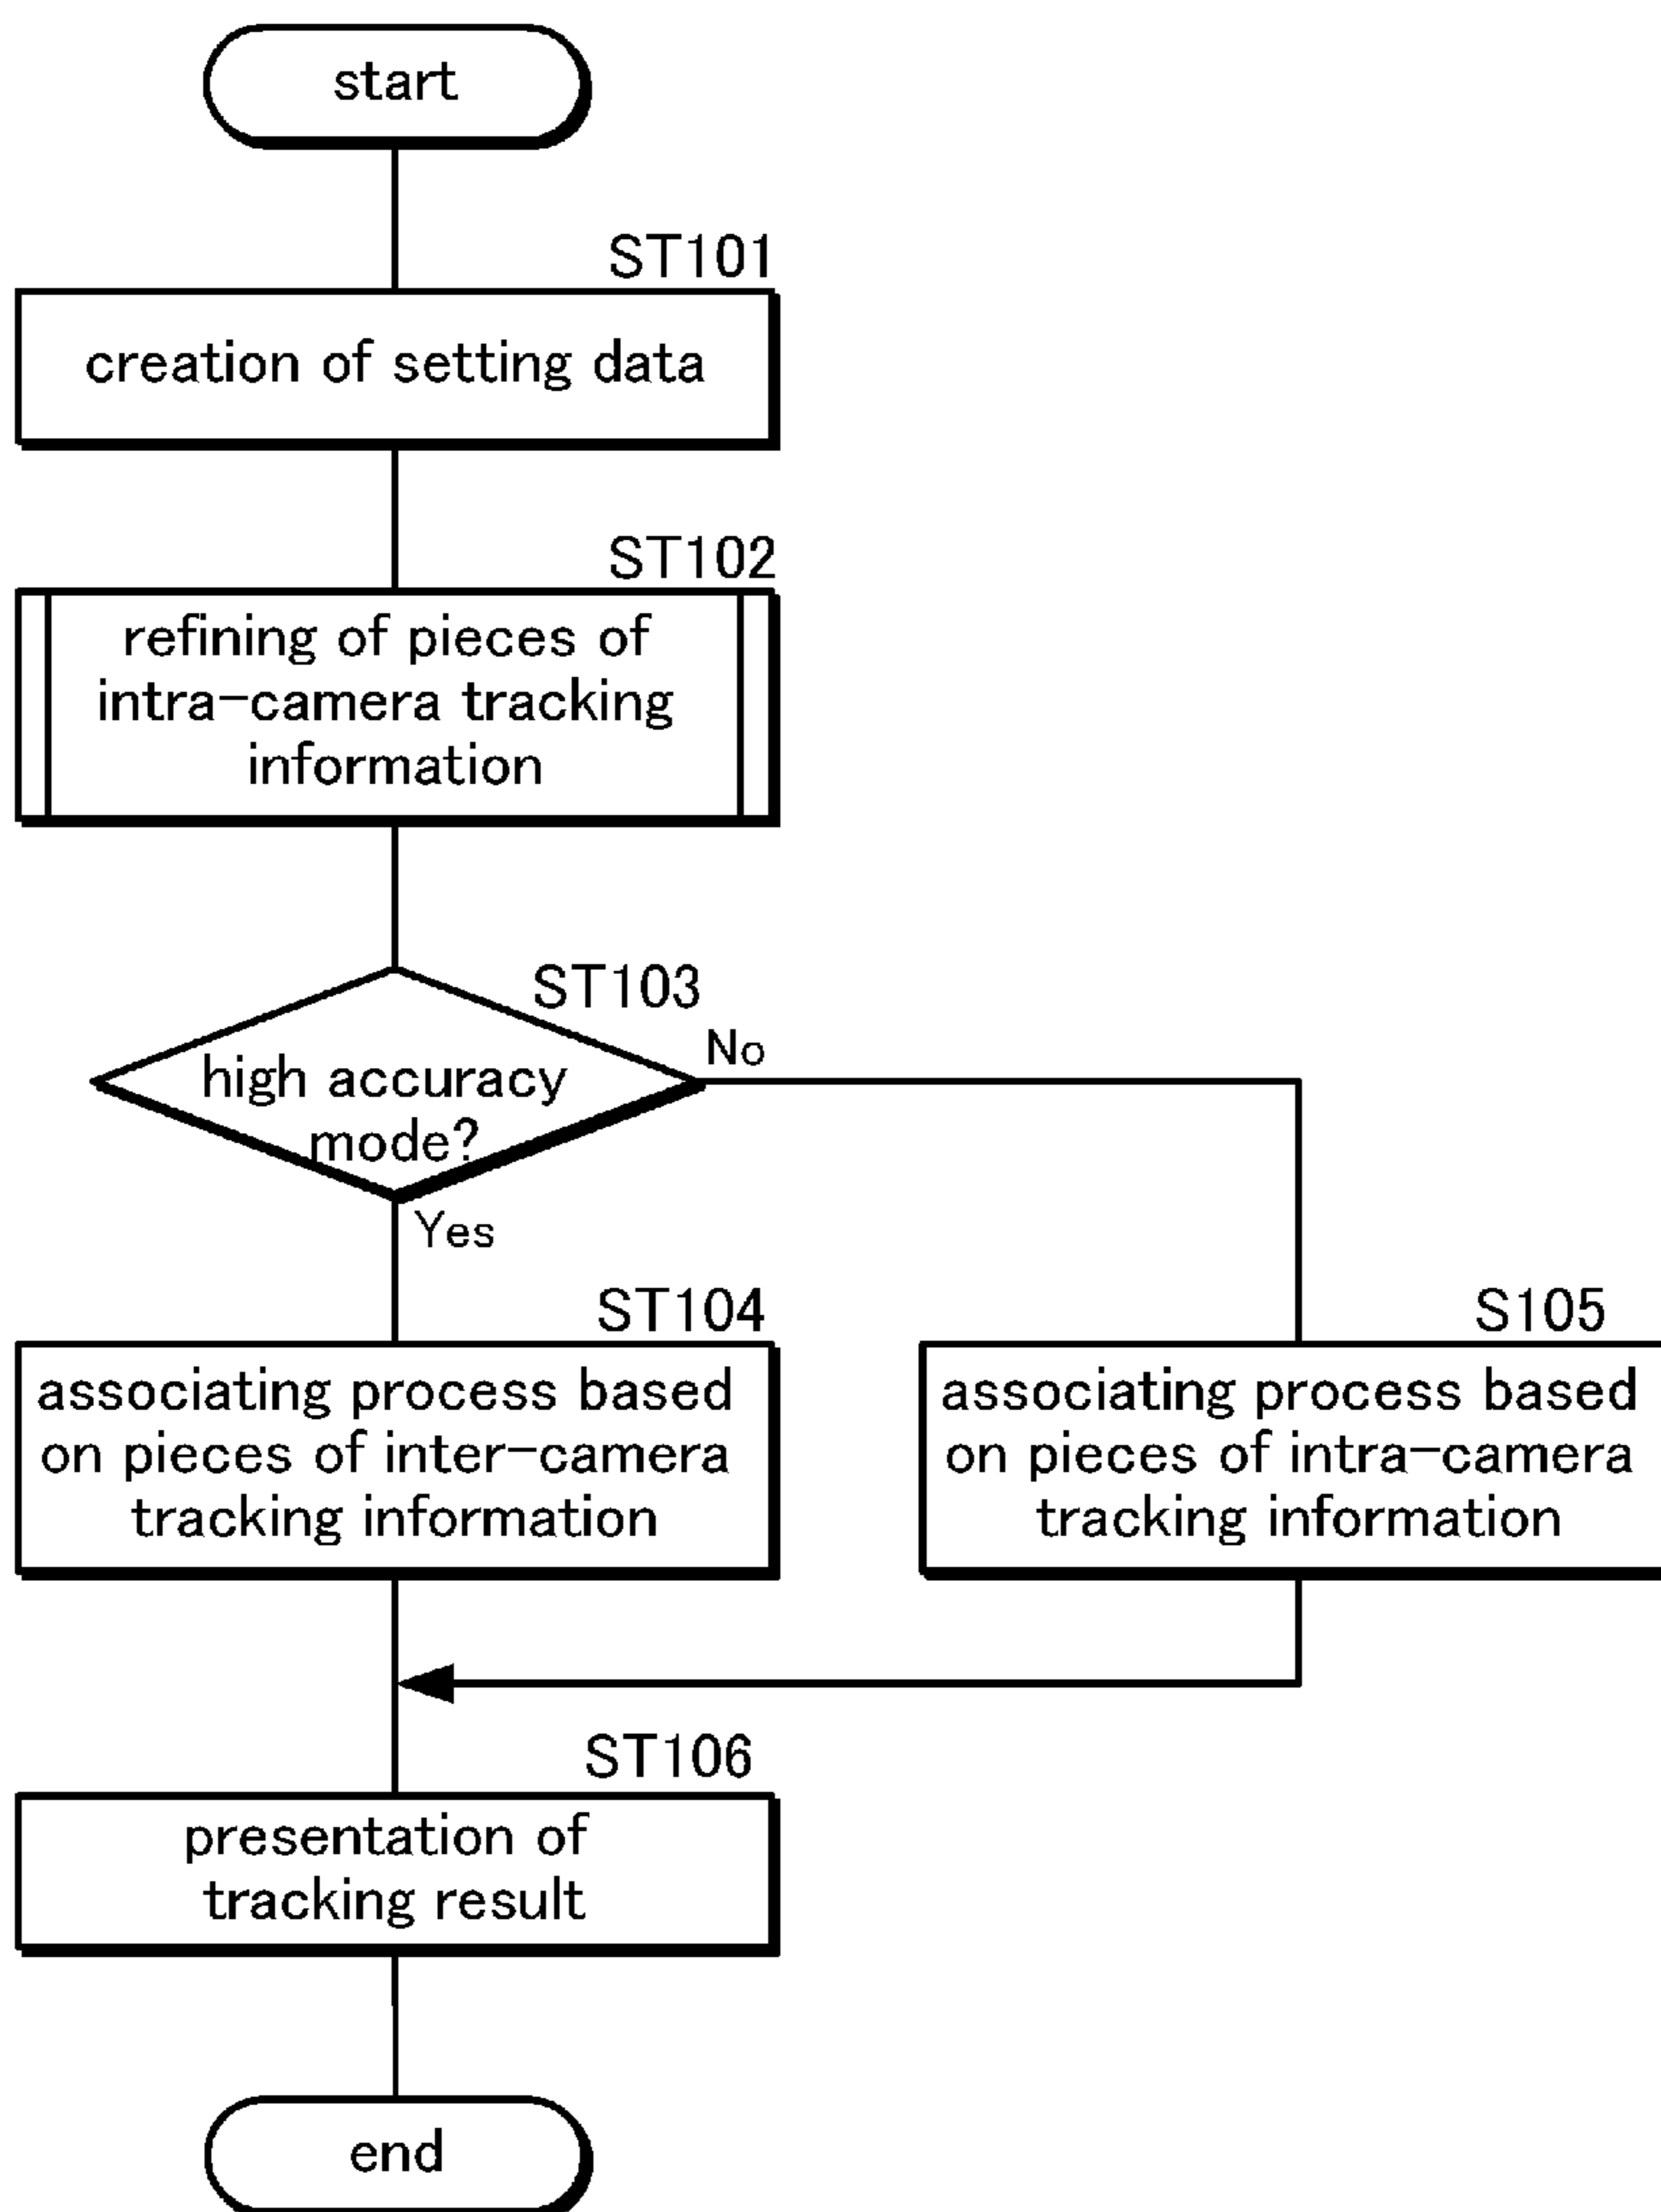 start
ST101
creation of setting data
ST102
refining of pieces of
intra-camera tracking
information
ST103
high accuracy
mode?
No
Yes
ST104
associating process based
on pieces of inter-camera
tracking information
S105
associating process based
on pieces of intra-camera
tracking information
ST106
presentation of
tracking result
end